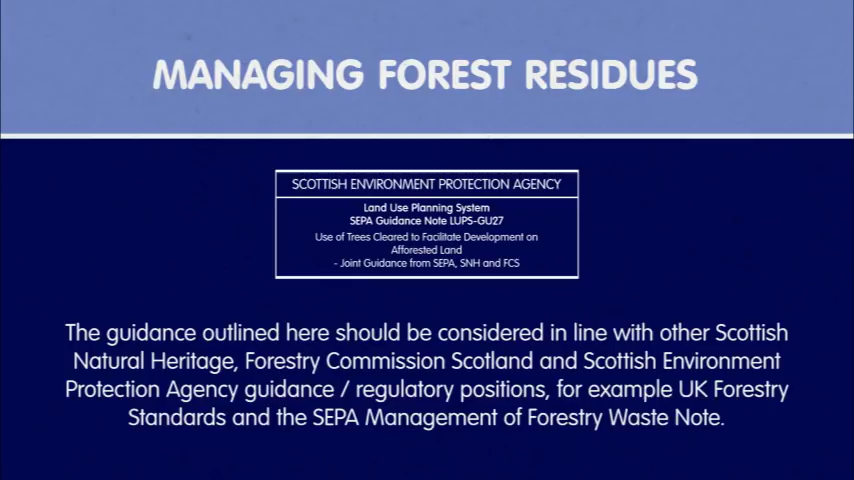 MANAGING FOREST RESIDUES
SCOTTISH ENVIRONMENT PROTECTION AGENCY
Land Use Planning System
SEPA Guidance Note LUPS-GU27
Use of Trees Cleared to Facilitate Development on
Afforested Land
- Joint Guidance from SEPA, SNH and FCS
The guidance outlined here should be considered in line with other Scottish
Natural Heritage, Forestry Commission Scotland and Scottish Environment
Protection Agency guidance / regulatory positions, for example UK Forestry
Standards and the SEPA Management of Forestry Waste Note.